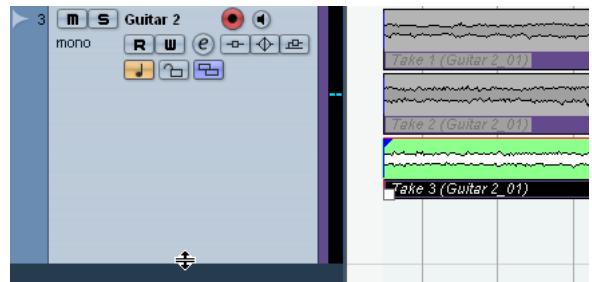 3 m S Guitar 2
mono R W e
Take 1 (Guitar 2_01)
Take 2 (Guitar 2_01)
Take 3 (Guitar 2_01)